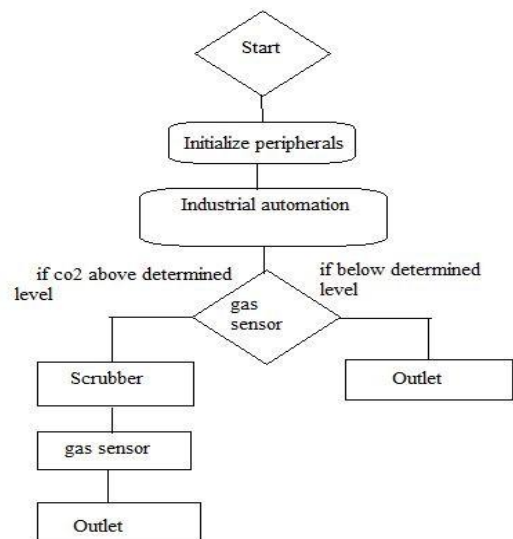 Start
Initialize peripherals
Industrial automation
if co2 above determined
level
if below determined
level
gas
sensor
Scrubber
Outlet
gas sensor
Outlet